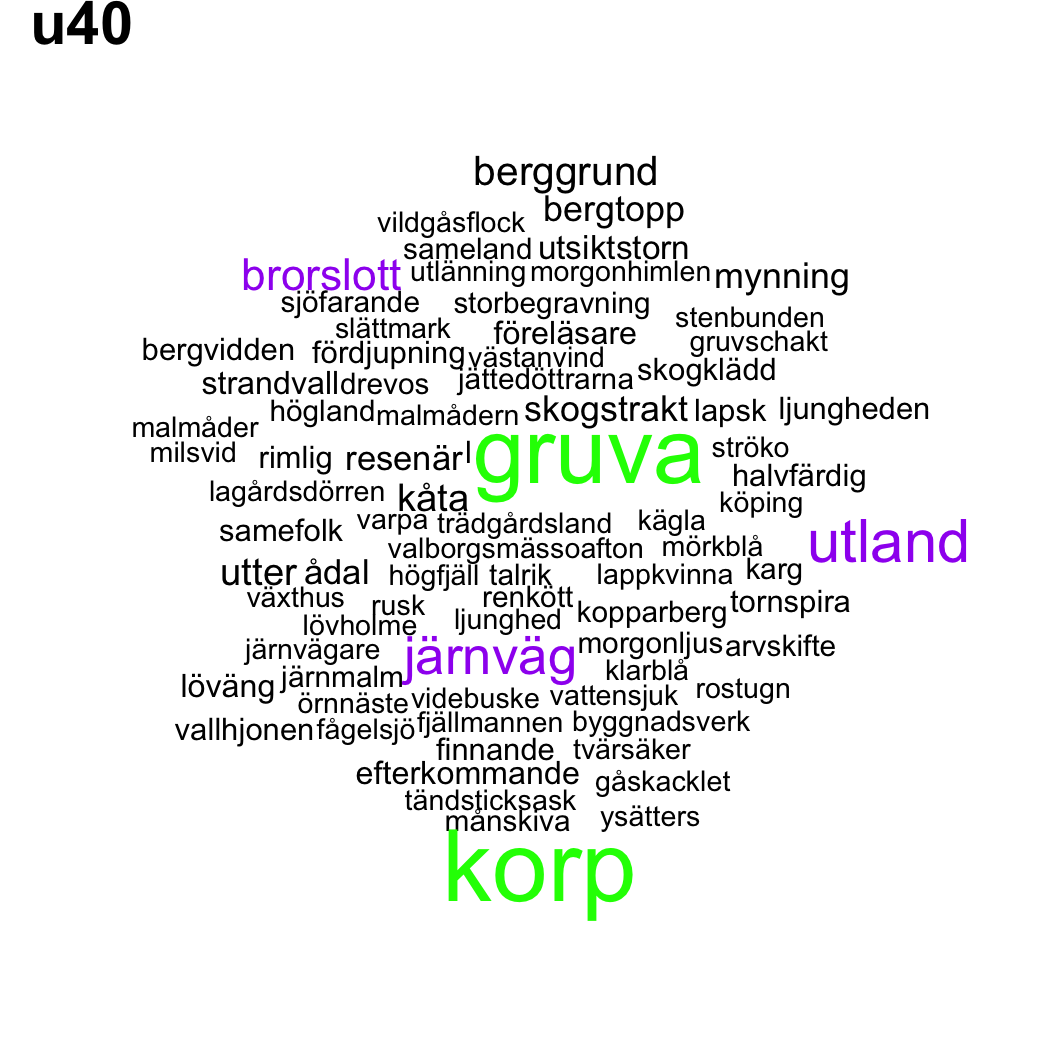 u40
berggrund
bergtopp
vildgåsflock
sameland utsiktstorn
brorslott utlänning morgonhimlen mynning
sjöfarande storbegravning
slättmark föreläsare stenbunden
bergvidden fördjupning västanvind gruvschakt
strandvall drevos jättedöttrarna skogklädd
högland malmådern skogstrakt lapsk ljungheden
malmåder
milsvid rimlig resenär gruva ströko
lagårdsdörren kåta halvfärdig
köping
samefolk varpa trädgårdsland kägla
valborgsmässoafton mörkblå utland
utter ådal högfjäll talrik lappkvinna karg
växthus rusk renkött tornspira
lövholme ljunghed kopparberg
järnvägare järnväg morgonljus arvskifte
löväng järnmalm klarblå
örnnäste videbuske vattensjuk rostugn
vallhjonen fågelsjö fjällmannen byggnadsverk
finnande tvärsäker
efterkommande gåskacklet
tändsticksask
månskiva ysätters
korp